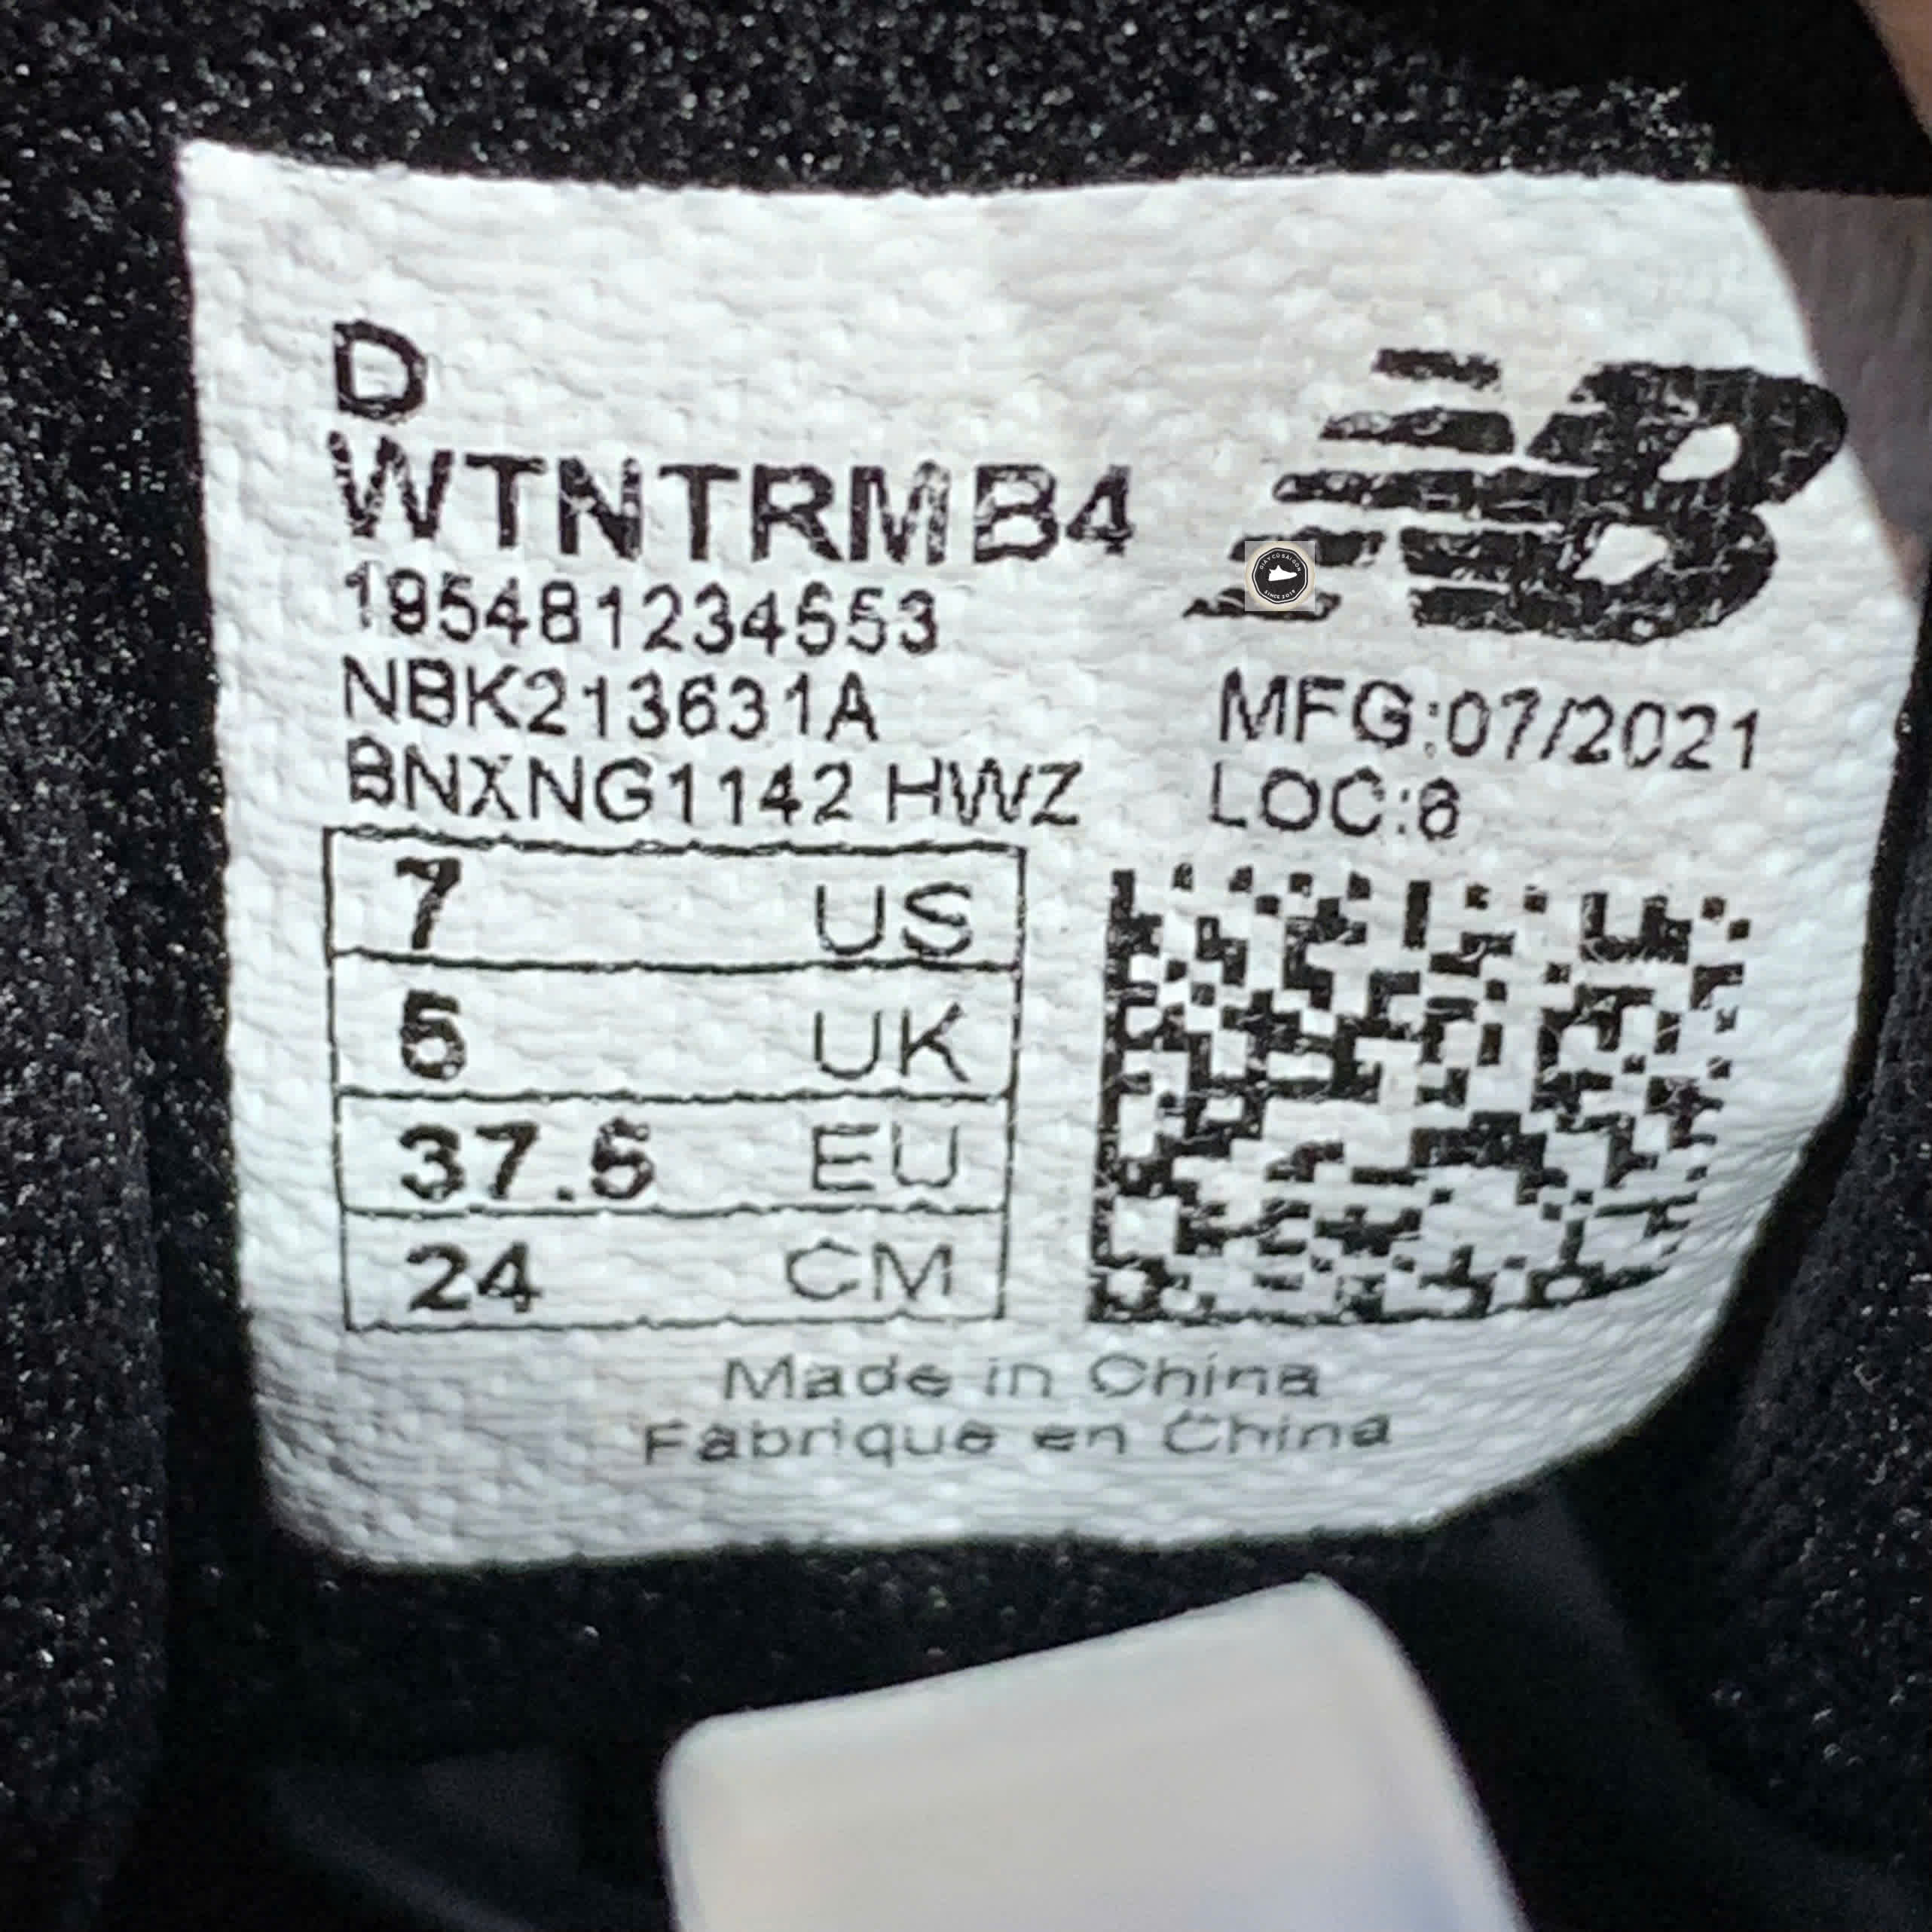 D
WTNTRMB4
195481234553
NBK213631A
BNXNG1142 HWZ
MFG:07/2021
LOC:8
7 US
5 UK
37.5 EU
24 CM
Made in China
Fabrique en China